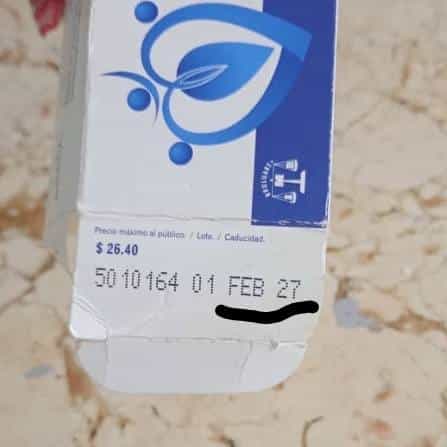 Precio máximo al público. / Lote. / Caducidad.
$ 26.40
5010164 01 FEB 27